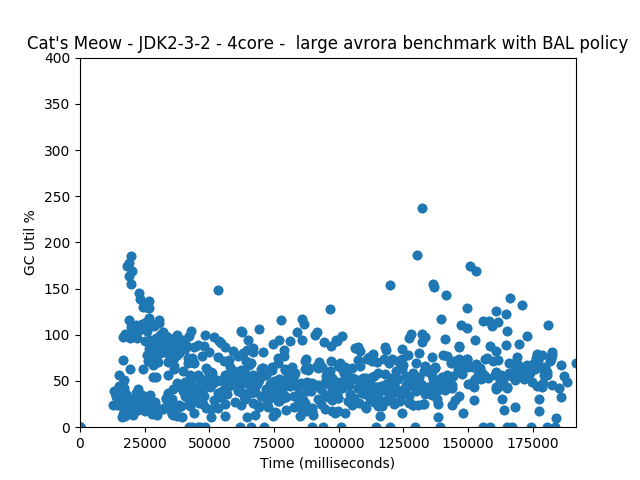 Cat's Meow - JDK2-3-2 - 4core -  large avrora benchmark with BAL policy
400
350
300
250
200
150
100
50
0
GC Util %
0 25000 50000 75000 100000 125000 150000 175000
Time (milliseconds)